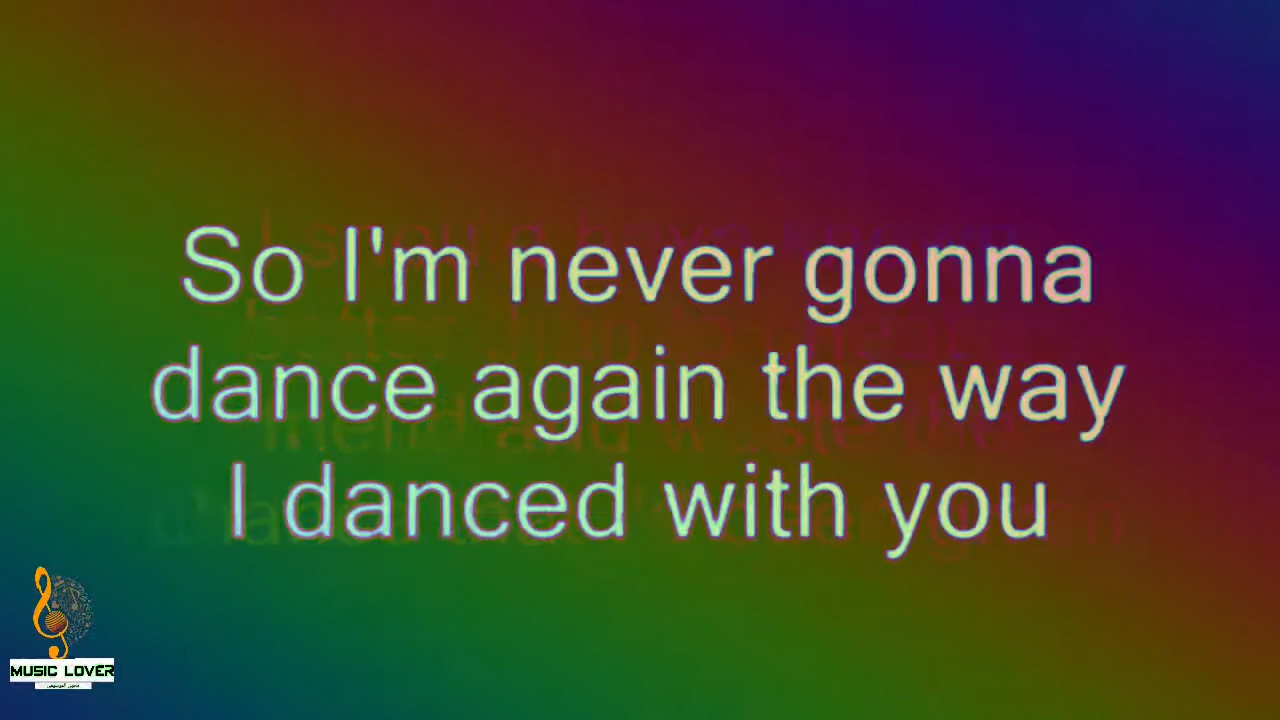 So I'm never gonna
dance again the way
I danced with you
MUSIC LOVER